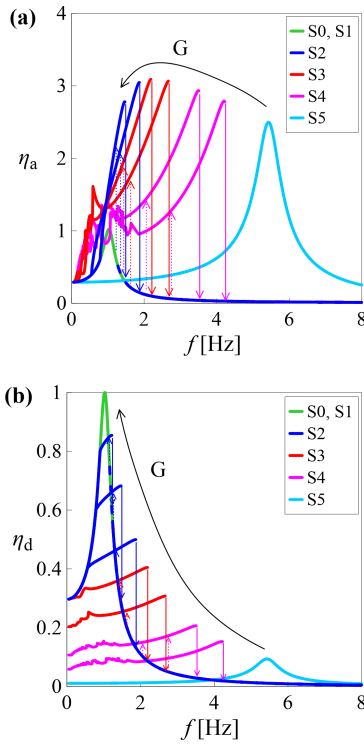 (a)
G
S0, S1
S2
S3
S4
S5
4
3
2
1
0
ηa
0 2 4 6 8
f [Hz]
(b)
G
S0, S1
S2
S3
S4
S5
1
0.8
0.6
0.4
0.2
0
ηd
0 2 4 6 8
f [Hz]